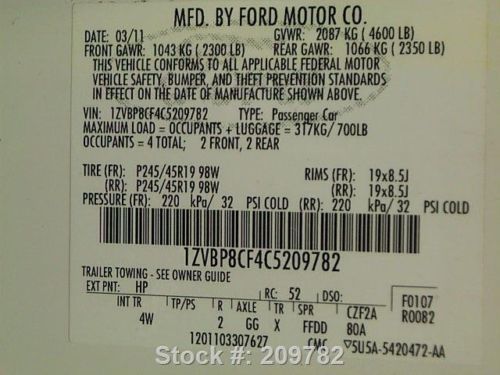 MFD. BY FORD MOTOR CO.
DATE: 03/11 GVWR: 2087 KG (4600 LB)
FRONT GAWR: 1043 KG (2300 LB) REAR GAWR: 1066 KG (2350 LB)
THIS VEHICLE CONFORMS TO ALL APPLICABLE FEDERAL MOTOR
VEHICLE SAFETY, BUMPER, AND THEFT PREVENTION STANDARDS
IN EFFECT ON THE DATE OF MANUFACTURE SHOWN ABOVE.
VIN: 1ZVBP8CF4C5209782 TYPE: Passenger Car
MAXIMUM LOAD = OCCUPANTS + LUGGAGE = 317KG/ 700LB
OCCUPANTS = 4 TOTAL; 2 FRONT, 2 REAR
TIRE (FR): P245/45R19 98W RIMS (FR): 19x8.5J
(RR): P245/45R19 98W (RR): 19x8.5J
PRESSURE (FR): 220 kPa/ 32 PSI COLD (RR): 220 kPa/ 32 PSI COLD
1ZVBP8CF4C5209782
TRAILER TOWING - SEE OWNER GUIDE
EXT PNT: HP RC: 52 DSO: F0107
INT TR TP/PS R AXLE TR SPR CZF2A R0082
4W 2 GG X FFDD 80A
1201103307627 CMC ▽5U5A-5420472-AA
Stock #: 209782